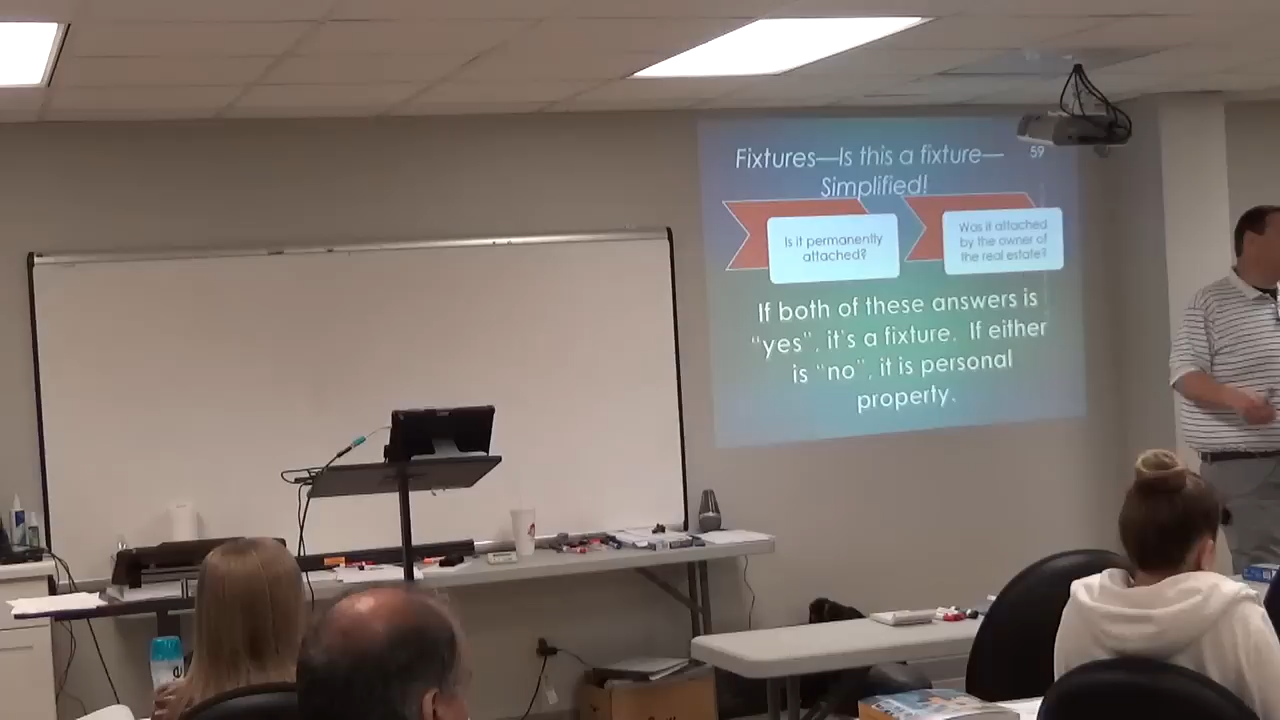 Fixtures—Is this a fixture—
Simplified!
59
Is it permanently
attached?
Was it attached
by the owner of
the real estate?
If both of these answers is
“yes”, it's a fixture. If either
is “no”, it is personal
property.